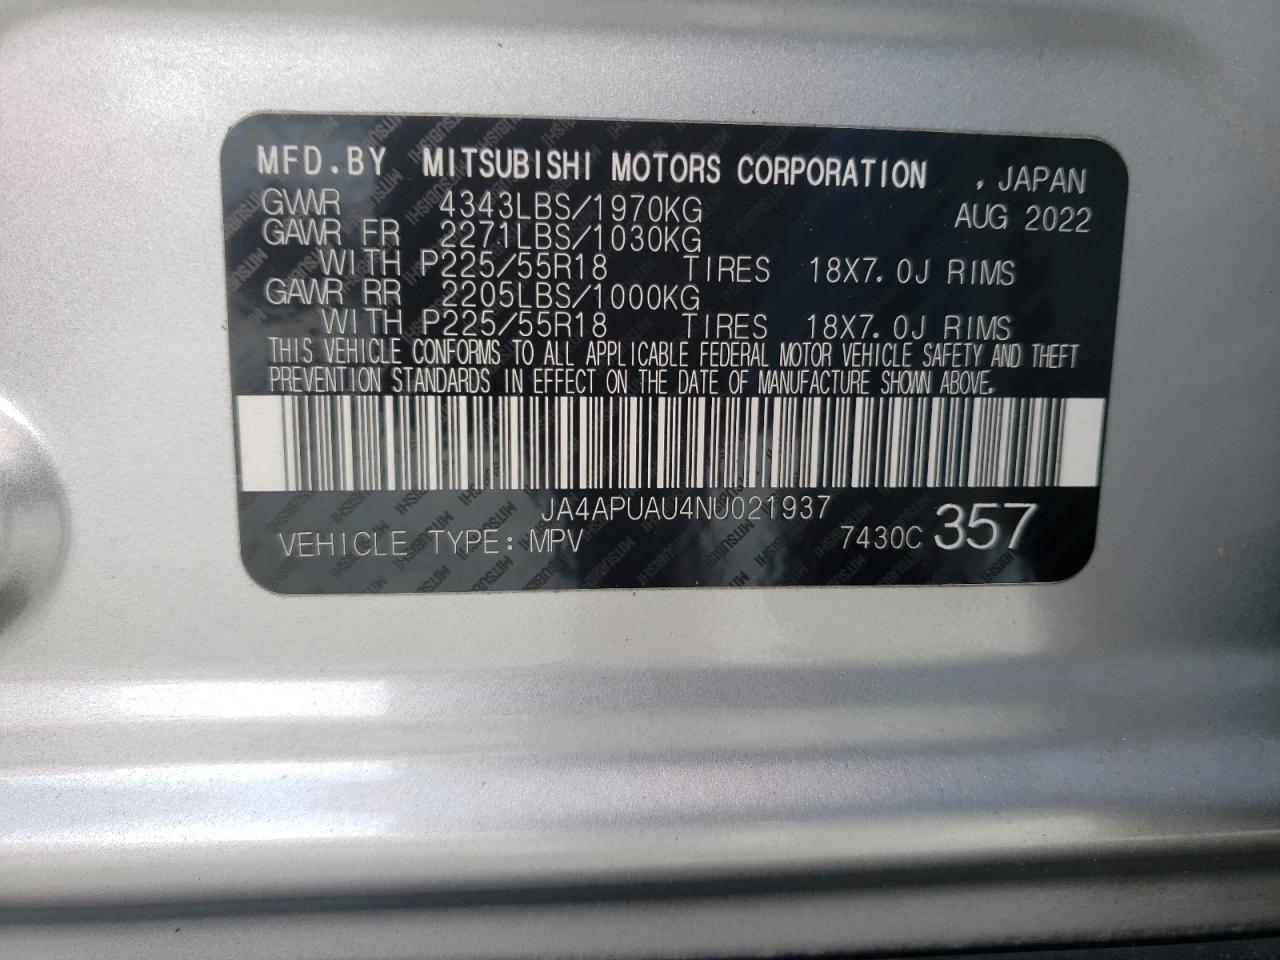 MFD.BY MITSUBISHI MOTORS CORPORATION , JAPAN
GVWR 4343LBS/1970KG AUG 2022
GAWR FR 2271LBS/1030KG
WITH P225/55R18 TIRES 18X7.0J RIMS
GAWR RR 2205LBS/1000KG
WITH P225/55R18 TIRES 18X7.0J RIMS
THIS VEHICLE CONFORMS TO ALL APPLICABLE FEDERAL MOTOR VEHICLE SAFETY AND THEFT
PREVENTION STANDARDS IN EFFECT ON THE DATE OF MANUFACTURE SHOWN ABOVE.
JA4APUAU4NU021937
VEHICLE TYPE: MPV 7430C 357